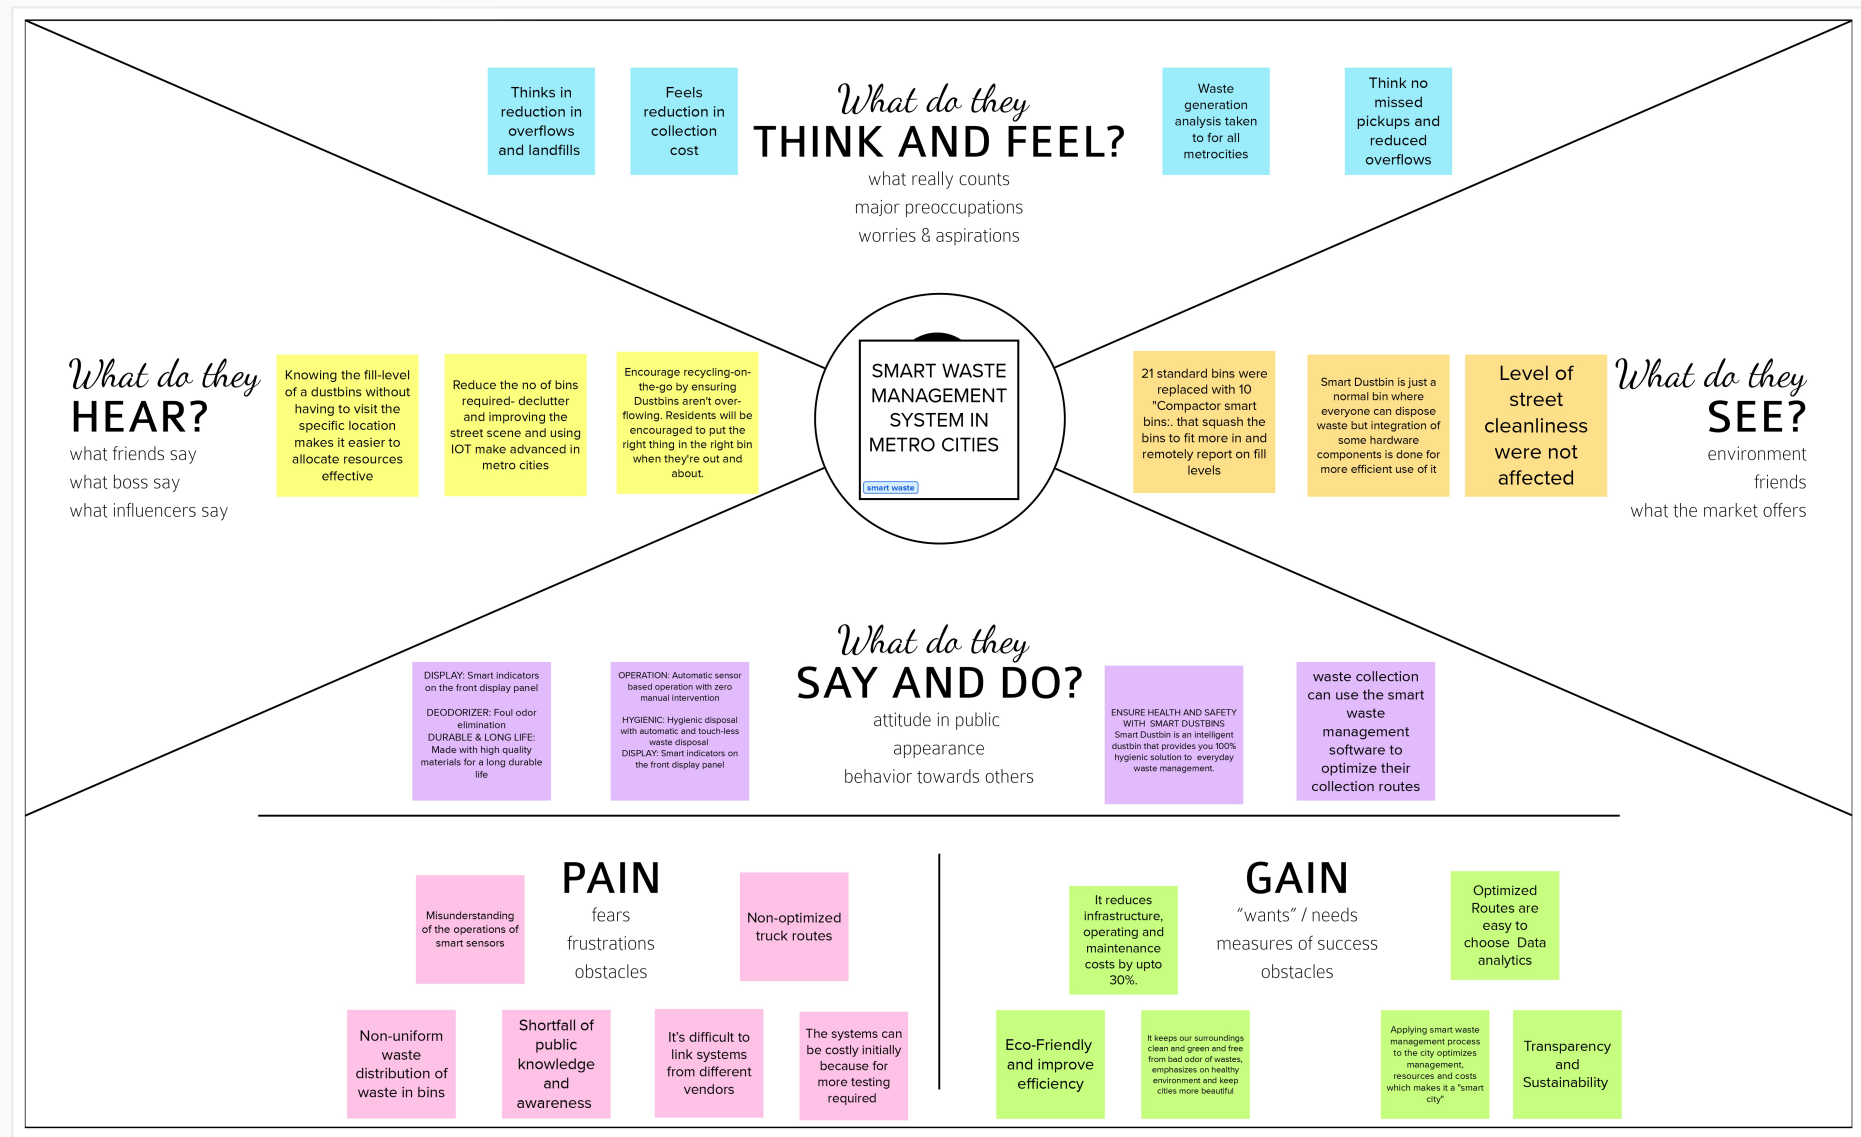 Thinks in
reduction in
overflows
and landfills
Feels
reduction in
collection
cost
What do they
THINK AND FEEL?
what really counts
major preoccupations
worries & aspirations
Waste
generation
analysis taken
to for all
metrocities
Think no
missed
pickups and
reduced
overflows
What do they
HEAR?
what friends say
what boss say
what influencers say
Knowing the fill-level
of a dustbins without
having to visit the
specific location
makes it easier to
allocate resources
effective
Reduce the no of bins
required- declutter
and improving the
street scene and using
IOT make advanced in
metro cities
Encourage recycling-on-
the-go by ensuring
Dustbins aren't over-
flowing. Residents will be
encouraged to put the
right thing in the right bin
when they're out and
about.
SMART WASTE
MANAGEMENT
SYSTEM IN
METRO CITIES
smart waste
21 standard bins were
replaced with 10
"Compactor smart
bins:. that squash the
bins to fit more in and
remotely report on fill
levels
Smart Dustbin is just a
normal bin where
everyone can dispose
waste but integration of
some hardware
components is done for
more efficient use of it
Level of
street
cleanliness
were not
affected
What do they
SEE?
environment
friends
what the market offers
DISPLAY: Smart indicators
on the front display panel
DEODORIZER: Foul odor
elimination
DURABLE & LONG LIFE:
Made with high quality
materials for a long durable
life
OPERATION: Automatic sensor
based operation with zero
manual intervention
HYGIENIC: Hygienic disposal
with automatic and touch-less
waste disposal
DISPLAY: Smart indicators on
the front display panel
What do they
SAY AND DO?
attitude in public
appearance
behavior towards others
ENSURE HEALTH AND SAFETY
WITH SMART DUSTBINS
Smart Dustbin is an intelligent
dustbin that provides you 100%
hygienic solution to everyday
waste management.
waste collection
can use the smart
waste
management
software to
optimize their
collection routes
PAIN
fears
frustrations
obstacles
Misunderstanding
of the operations of
smart sensors
Non-optimized
truck routes
Non-uniform
waste
distribution of
waste in bins
Shortfall of
public
knowledge
and
awareness
It's difficult to
link systems
from different
vendors
The systems can
be costly initially
because for
more testing
required
GAIN
"wants" / needs
measures of success
obstacles
It reduces
infrastructure,
operating and
maintenance
costs by upto
30%.
Optimized
Routes are
easy to
choose Data
analytics
Eco-Friendly
and improve
efficiency
It keeps our surroundings
clean and green and free
from bad odor of wastes,
emphasizes on healthy
environment and keep
cities more beautiful
Applying smart waste
management process
to the city optimizes
management,
resources and costs
which makes it a "smart
city"
Transparency
and
Sustainability